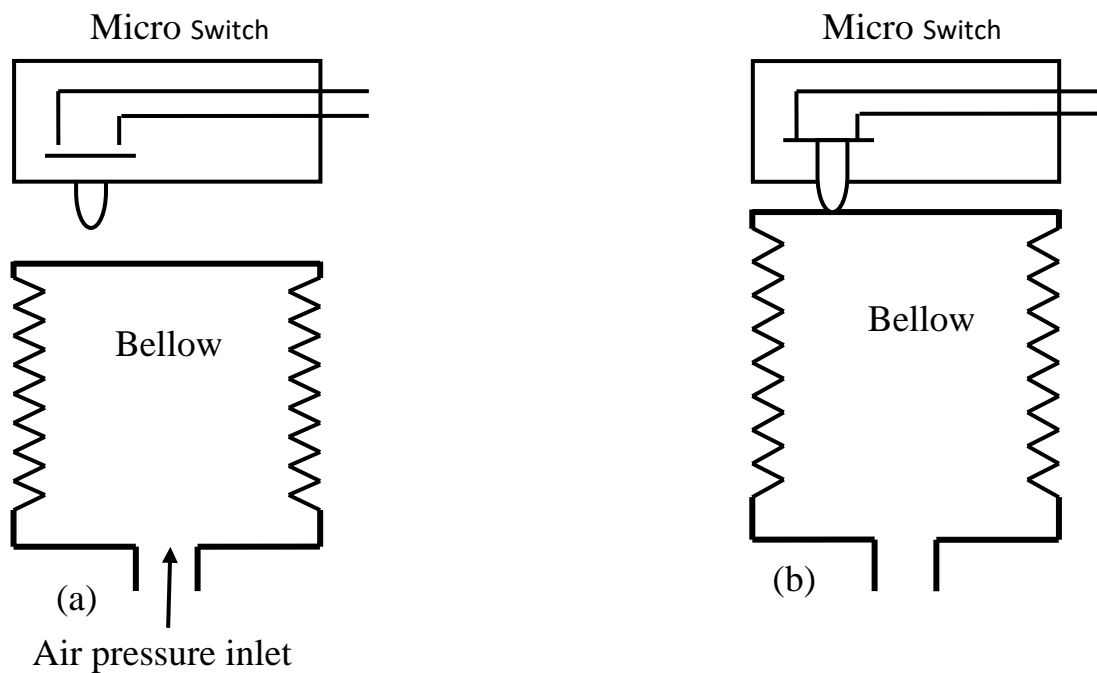 Micro Switch
Micro Switch
Bellow
Bellow
(a)
(b)
Air pressure inlet